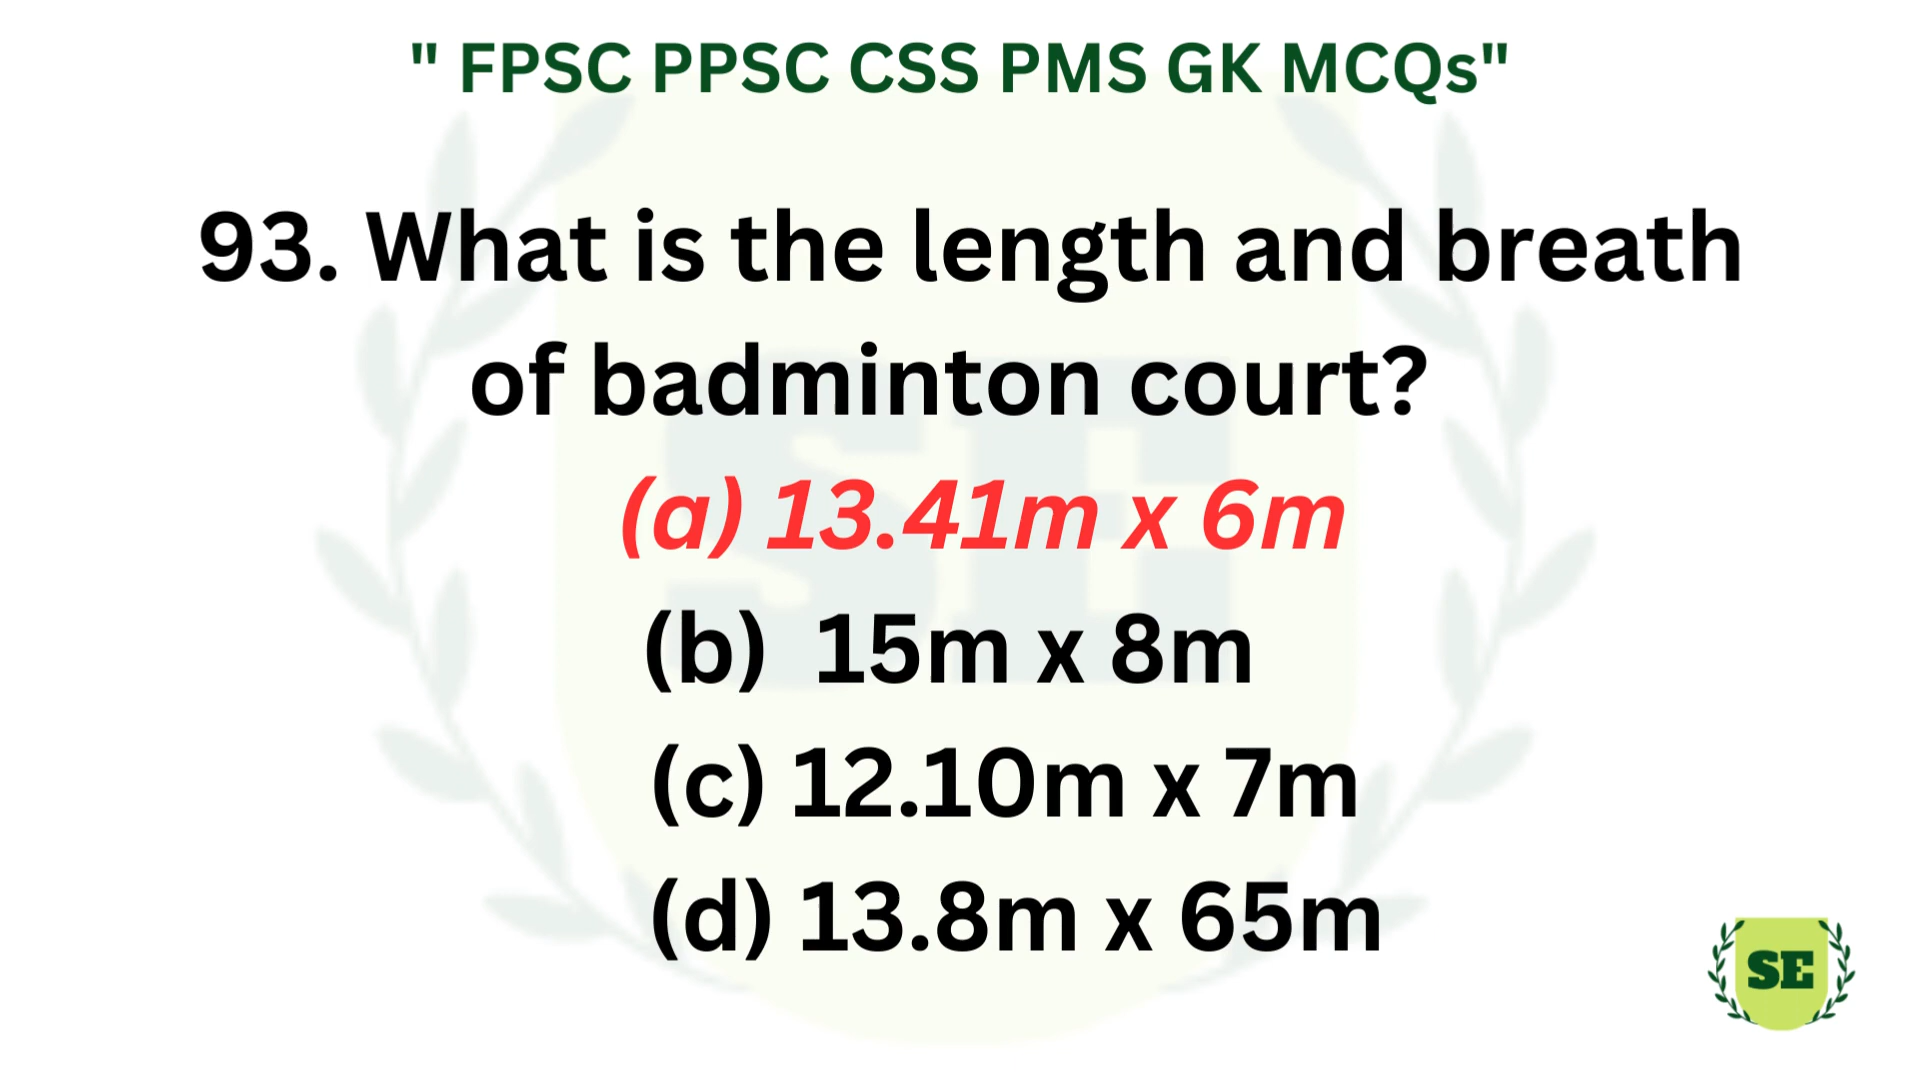 " FPSC PPSC CSS PMS GK MCQs"
93. What is the length and breath
of badminton court?
(a) 13.41m x 6m
(b) 15m x 8m
(c) 12.10m x 7m
(d) 13.8m x 65m
SE
SE